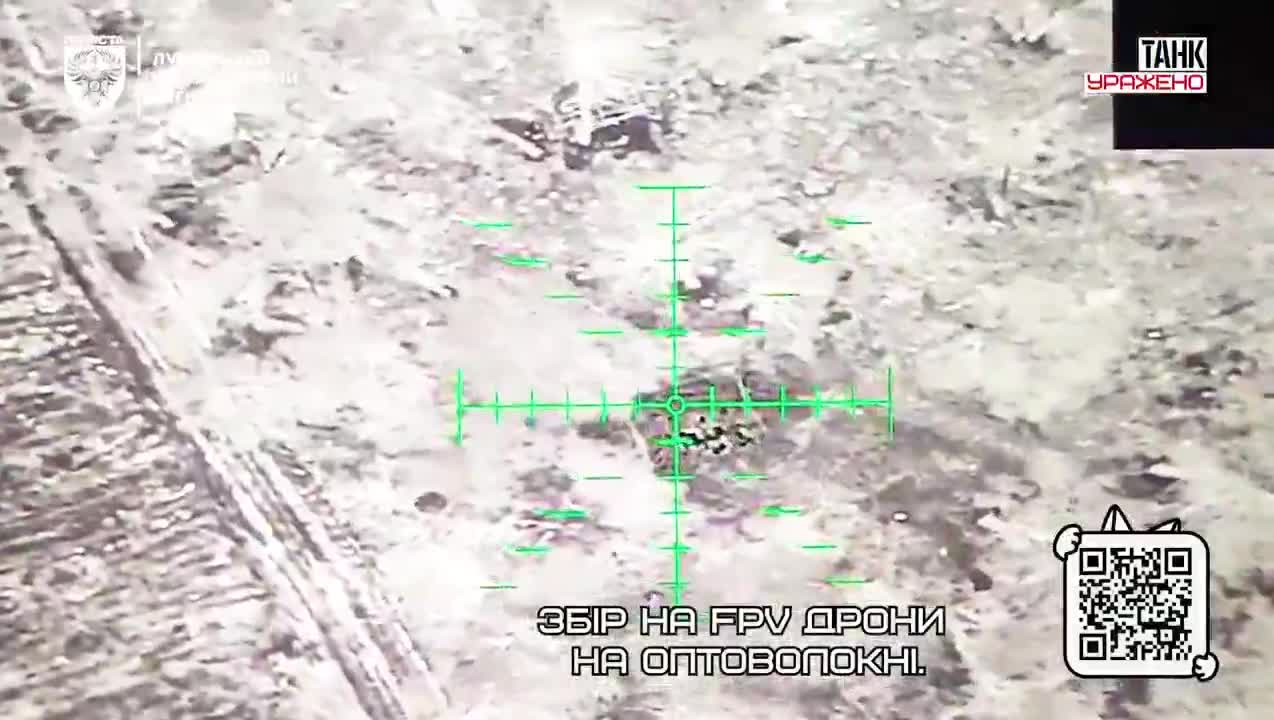 ТАНК
УРАЖЕНО
ЗБІР НА FPV ДРОНИ
НА ОПТОВОЛОКНІ.